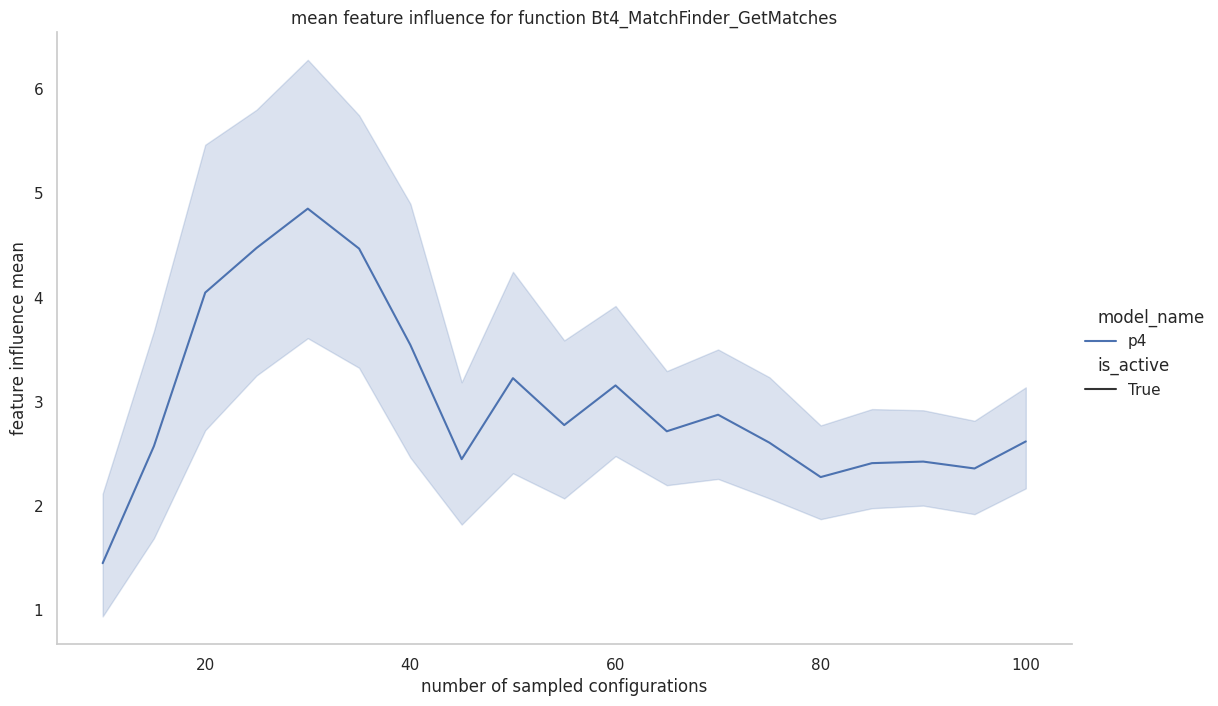 mean feature influence for function Bt4_MatchFinder_GetMatches
6
5
4
3
2
1
feature influence mean
20 40 60 80 100
number of sampled configurations
model_name
p4
is_active
True